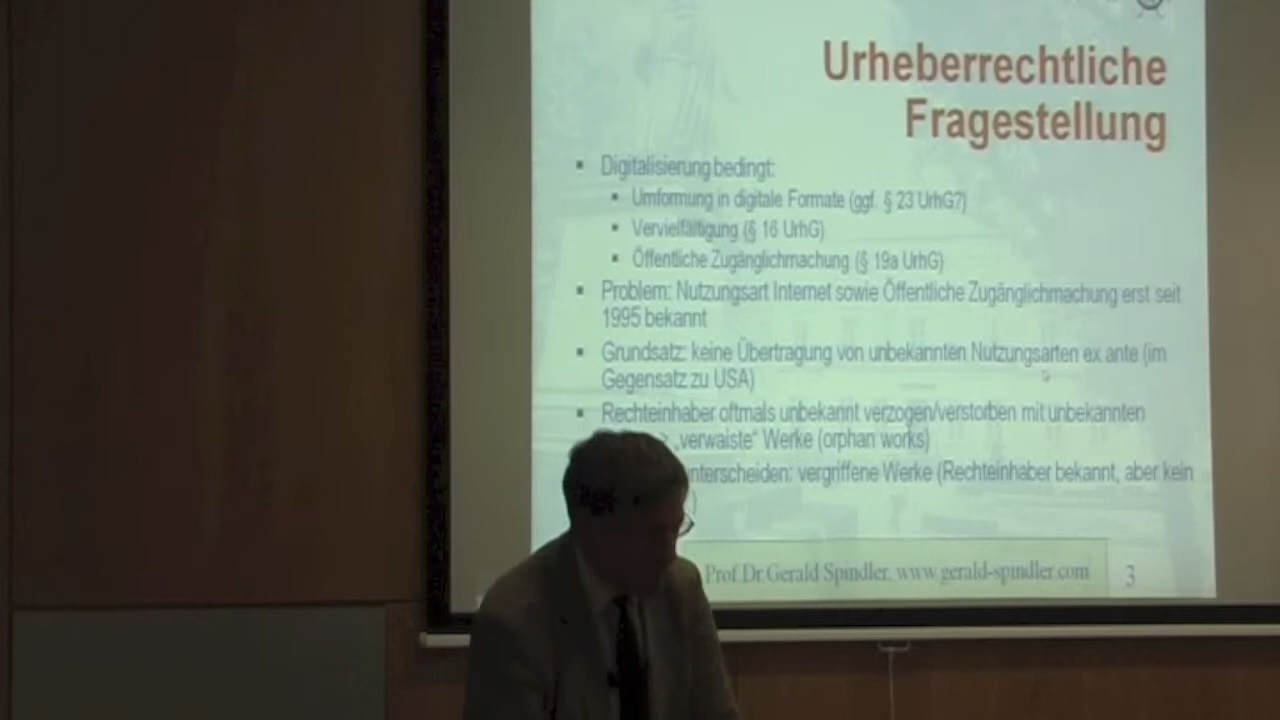 Urheberrechtliche
Fragestellung
▪ Digitalisierung bedingt:
▪ Umformung in digitale Formate (ggf. § 23 UrhG?)
▪ Vervielfältigung (§ 16 UrhG)
▪ Öffentliche Zugänglichmachung (§ 19a UrhG)
▪ Problem: Nutzungsart Internet sowie Öffentliche Zugänglichmachung erst seit
1995 bekannt
▪ Grundsatz: keine Übertragung von unbekannten Nutzungsarten ex ante (im
Gegensatz zu USA)
▪ Rechteinhaber oftmals unbekannt verzogen/verstorben mit unbekannten
„verwaiste“ Werke (orphan works)
unterscheiden: vergriffene Werke (Rechteinhaber bekannt, aber kein
Prof.Dr.Gerald Spindler, www.gerald-spindler.com 3